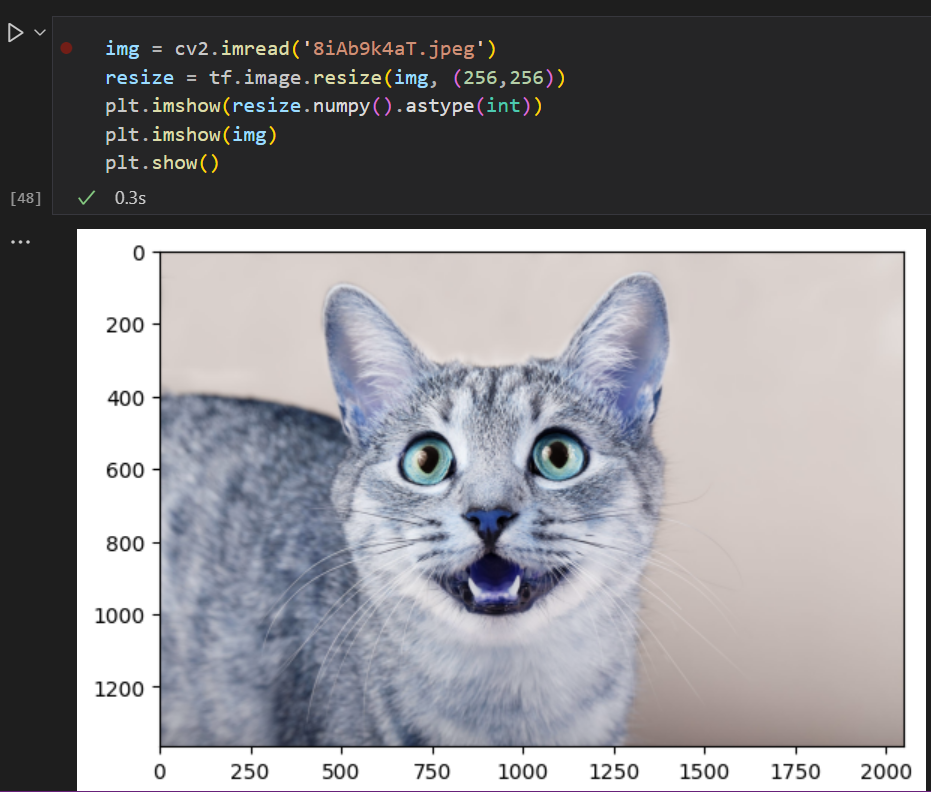 img = cv2.imread('8iAb9k4aT.jpeg')
resize = tf.image.resize(img, (256,256))
plt.imshow(resize.numpy().astype(int))
plt.imshow(img)
plt.show()
[48] 0.3s
...
0
200
400
600
800
1000
1200
0 250 500 750 1000 1250 1500 1750 2000